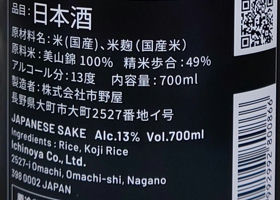 品目:日本酒
原材料名:米(国産)、米麹(国産米)
原料米:美山錦 100%　精米歩合:49%
アルコール分:13度　内容量:700ml
製造者:株式会社市野屋
長野県大町市大町2527番地イ号
JAPANESE SAKE Alc.13% Vol.700ml
Ingredients : Rice, Koji Rice
Ichinoya Co., Ltd.
2527-i Omachi, Omachi-shi, Nagano
398 0002 JAPAN